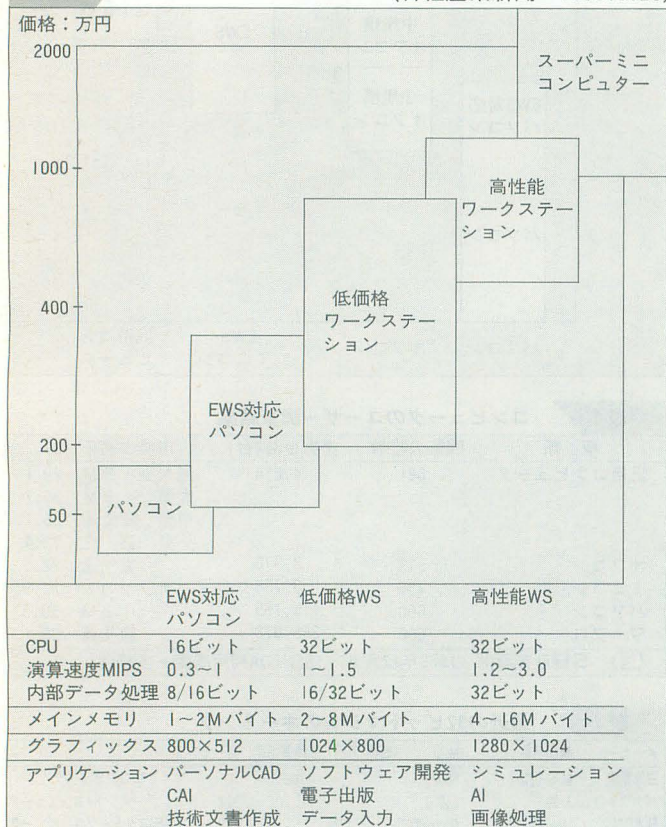 価格：万円
2000
スーパーミニ
コンピュター
1000
高性能
ワークステー
ション
400
低価格
ワークステー
ション
EWS対応
パソコン
200
50
パソコン
EWS対応 低価格WS 高性能WS
パソコン
CPU 16ビット 32ビット 32ビット
演算速度MIPS 0.3～1 1～1.5 1.2～3.0
内部データ処理 8/16ビット 16/32ビット 32ビット
メインメモリ 1～2Mバイト 2～8Mバイト 4～16Mバイト
グラフィックス 800×512 1024×800 1280×1024
アプリケーション パーソナルCAD ソフトウェア開発 シミュレーション
CAI 電子出版 AI
技術文書作成 データ入力 画像処理